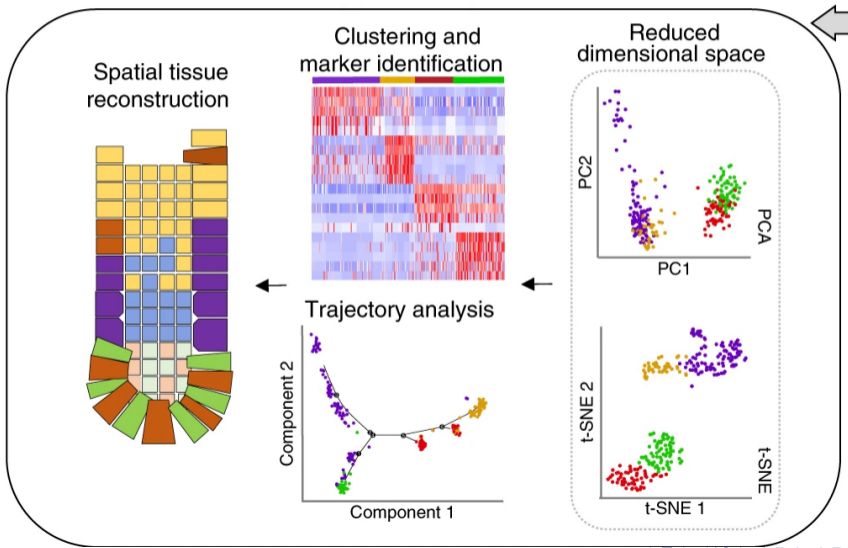 Spatial tissue
reconstruction
Clustering and
marker identification
Reduced
dimensional space
PC2
PC1
PCA
Trajectory analysis
Component 2
Component 1
t-SNE 2
t-SNE 1
t-SNE